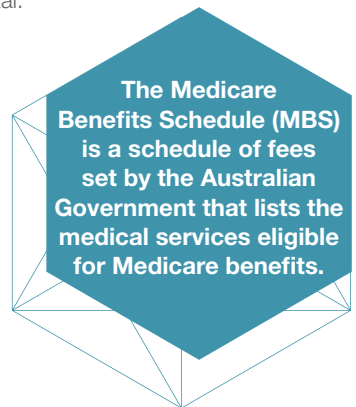 The Medicare
Benefits Schedule (MBS)
is a schedule of fees
set by the Australian
Government that lists the
medical services eligible
for Medicare benefits.